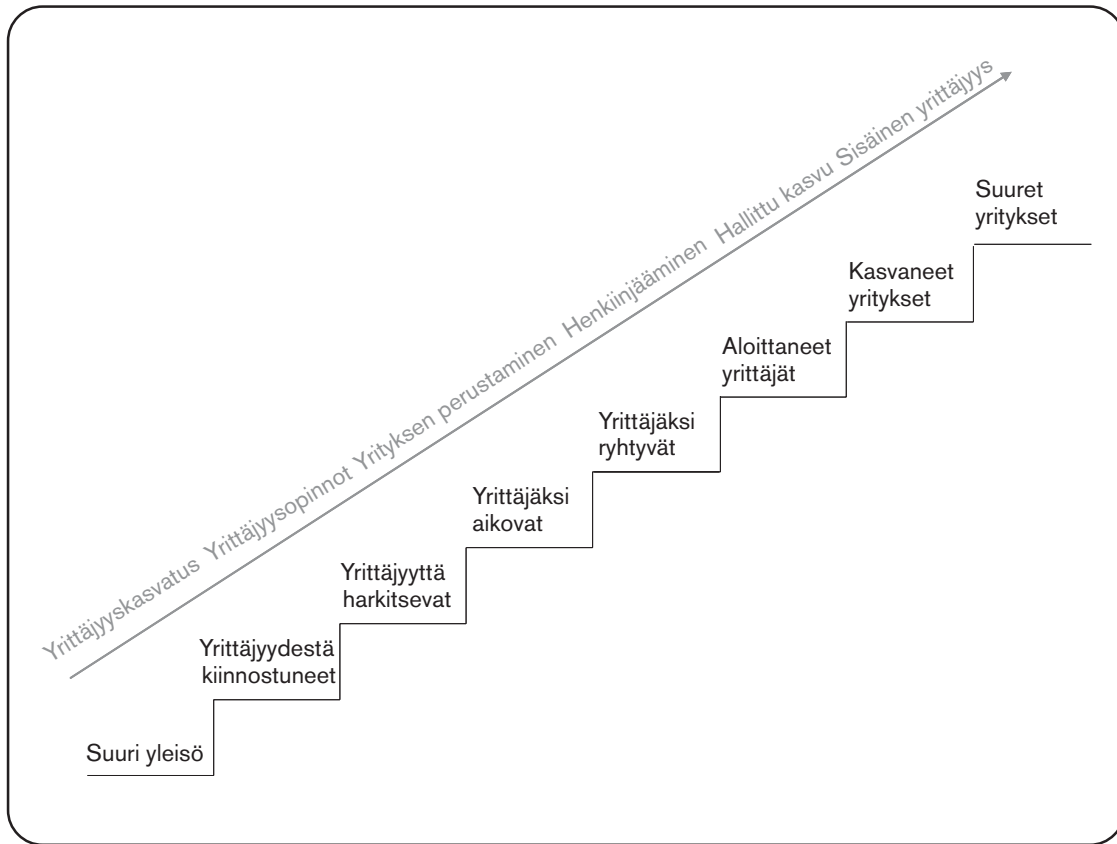 Yrittäjyyskasvatus Yrittäjyysopinnot Yrityksen perustaminen Henkiinjääminen Hallittu kasvu Sisäinen yrittäjyys
Suuret
yritykset
Kasvaneet
yritykset
Aloittaneet
yrittäjät
Yrittäjäksi
ryhtyvät
Yrittäjäksi
aikovat
Yrittäjyyttä
harkitsevat
Yrittäjyydestä
kiinnostuneet
Suuri yleisö